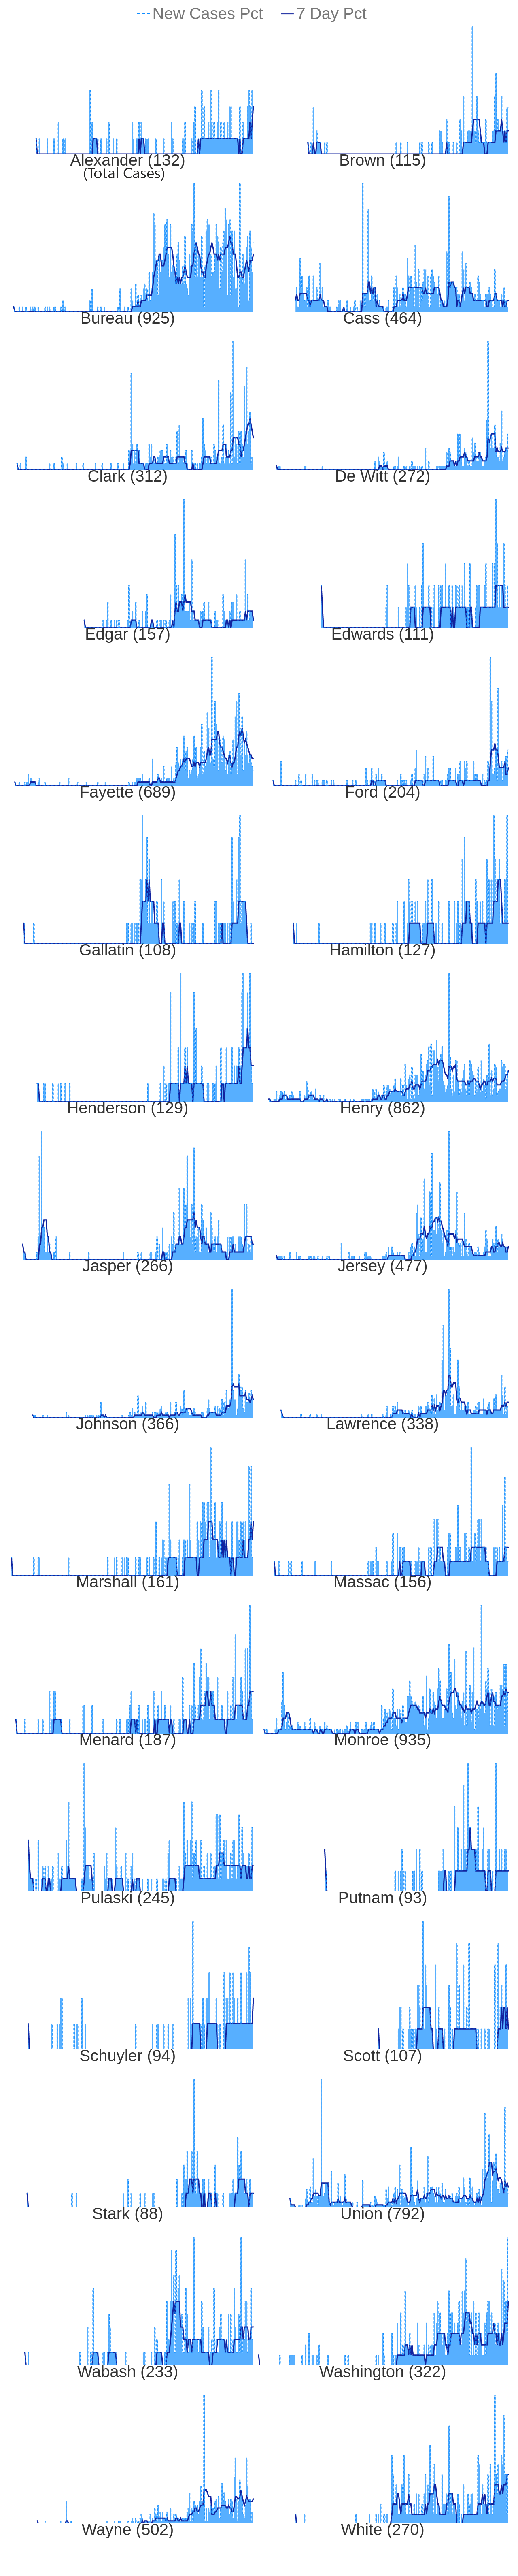 New Cases Pct 7 Day Pct
Alexander (132) Brown (115)
(Total Cases)
Bureau (925) Cass (464)
Clark (312) De Witt (272)
Edgar (157) Edwards (111)
Fayette (689) Ford (204)
Gallatin (108) Hamilton (127)
Henderson (129) Henry (862)
Jasper (266) Jersey (477)
Johnson (366) Lawrence (338)
Marshall (161) Massac (156)
Menard (187) Monroe (935)
Pulaski (245) Putnam (93)
Schuyler (94) Scott (107)
Stark (88) Union (792)
Wabash (233) Washington (322)
Wayne (502) White (270)